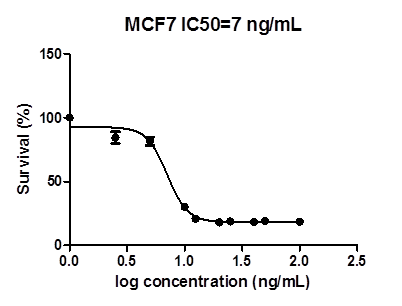 MCF7 IC50=7 ng/mL
150
100
50
0
Survival (%)
0.0 0.5 1.0 1.5 2.0 2.5
log concentration (ng/mL)